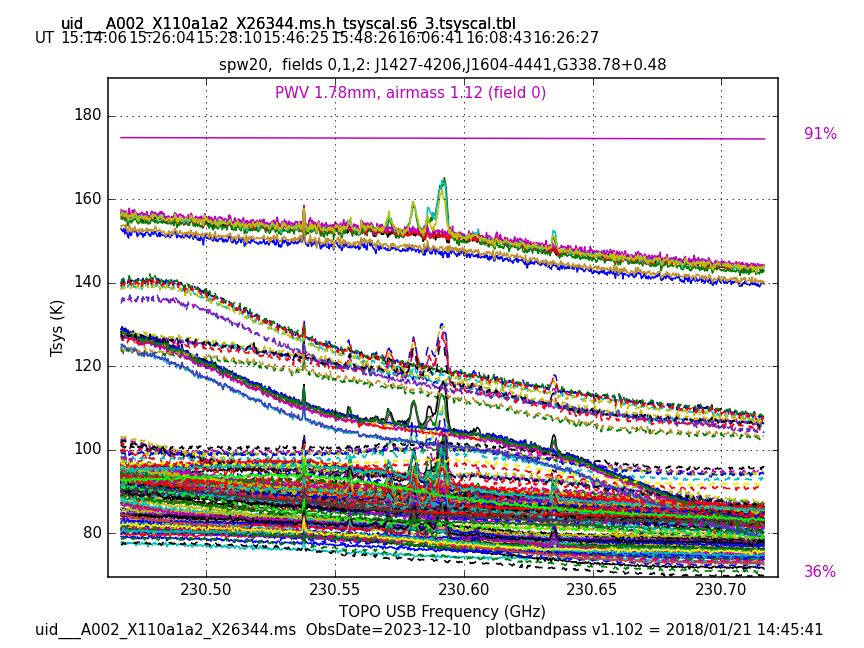 uid___A002_X110a1a2_X26344.ms.h_tsyscal.s6_3.tsyscal.tbl
UT 15:14:06 15:26:04 15:28:10 15:46:25 15:48:26 16:06:41 16:08:43 16:26:27
spw20, fields 0,1,2: J1427-4206,J1604-4441,G338.78+0.48
PWV 1.78mm, airmass 1.12 (field 0)
91%
180
160
140
120
100
80
Tsys (K)
36%
230.50 230.55 230.60 230.65 230.70
TOPO USB Frequency (GHz)
uid___A002_X110a1a2_X26344.ms ObsDate=2023-12-10 plotbandpass v1.102 = 2018/01/21 14:45:41